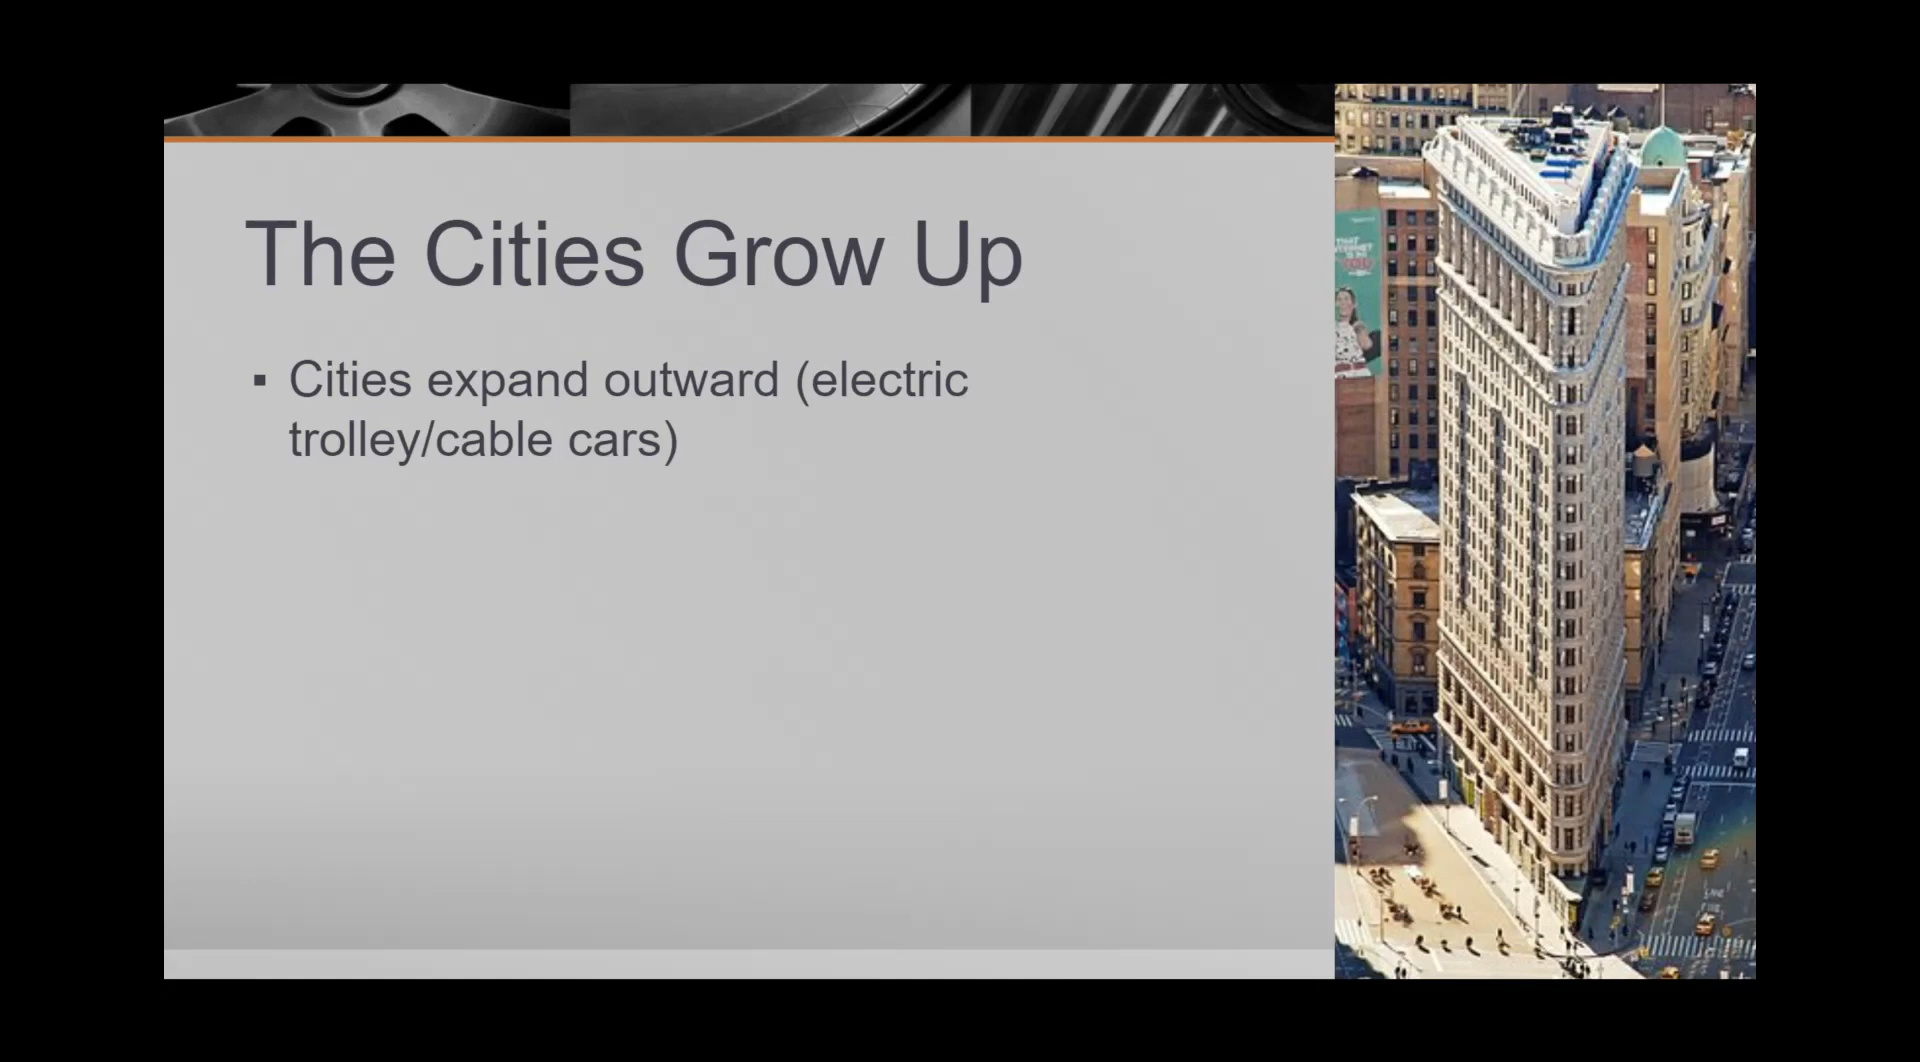 The Cities Grow Up
▪ Cities expand outward (electric
trolley/cable cars)